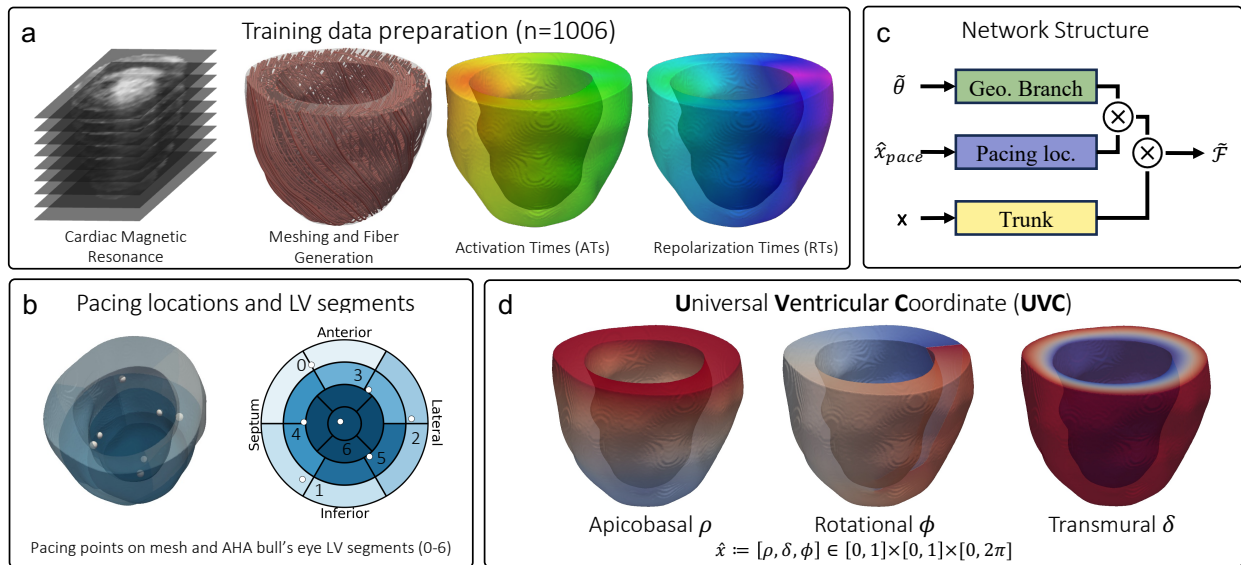 a
Training data preparation (n=1006)
Cardiac Magnetic
Resonance
Meshing and Fiber
Generation
Activation Times (ATs)
Repolarization Times (RTs)
c
Network Structure
θ̃
Geo. Branch
x̂pace
Pacing loc.
x
Trunk
ℱ̃
b
Pacing locations and LV segments
Anterior
Septum
Lateral
Inferior
0
3
4
2
6
5
1
Pacing points on mesh and AHA bull's eye LV segments (0-6)
d
Universal Ventricular Coordinate (UVC)
Apicobasal ρ
Rotational ϕ
Transmural δ
x̂ ≔ [ρ, δ, ϕ] ∈ [0, 1]×[0, 1]×[0, 2π]